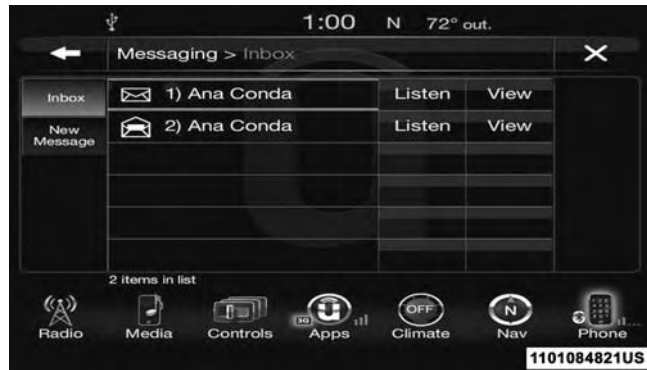 1:00 N 72° out.
Messaging > Inbox
Inbox
1) Ana Conda Listen View
New
Message
2) Ana Conda Listen View
2 items in list
OFF
N
3G
Radio Media Controls Apps Climate Nav Phone
1101084821US